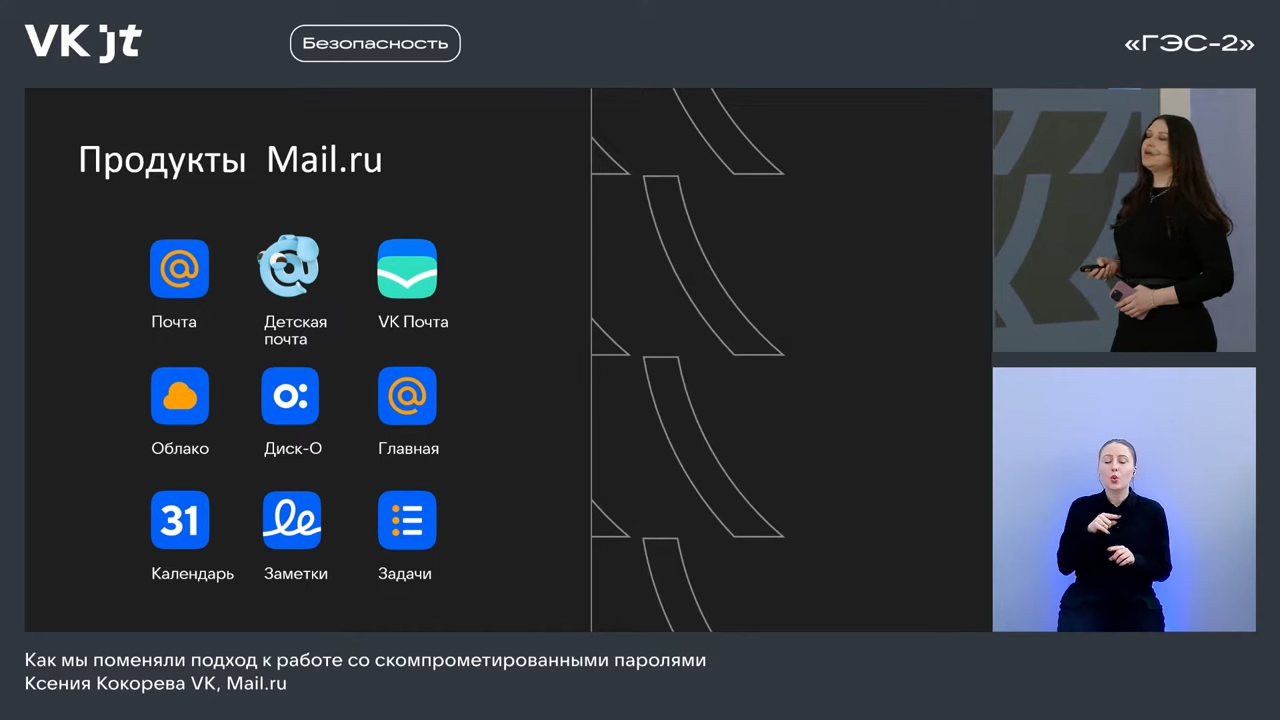 VK jt
Безопасность
«ГЭС-2»
Продукты Mail.ru
Почта
Детская
почта
VK Почта
Облако
Диск-О
Главная
31
Календарь
Заметки
Задачи
Как мы поменяли подход к работе со скомпрометированными паролями
Ксения Кокорева VK, Mail.ru